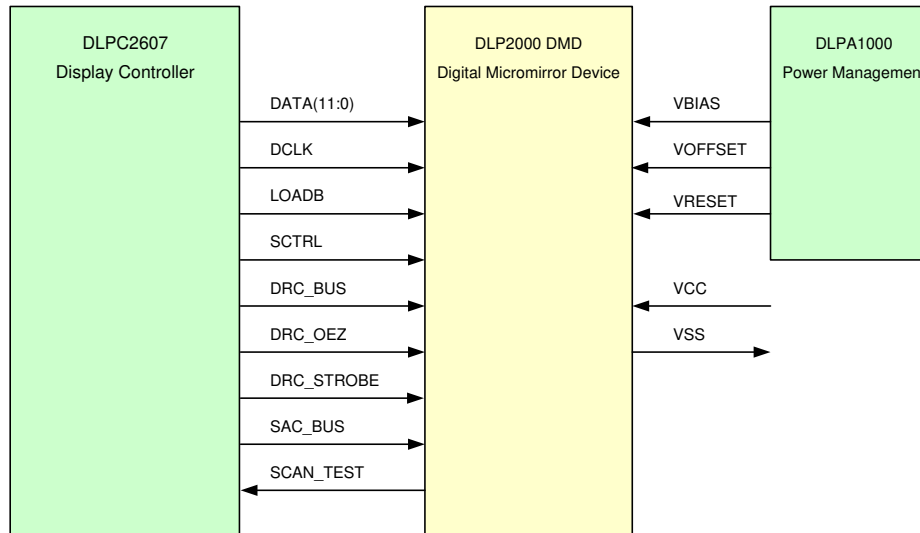 DLPC2607
Display Controller
DLP2000 DMD
Digital Micromirror Device
DLPA1000
Power Management
DATA(11:0)
DCLK
LOADB
SCTRL
DRC_BUS
DRC_OEZ
DRC_STROBE
SAC_BUS
SCAN_TEST
VBIAS
VOFFSET
VRESET
VCC
VSS